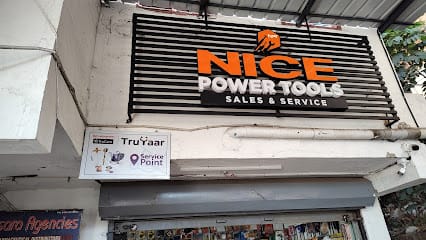 NICE
POWER TOOLS
SALES & SERVICE
TruYaar
Service
Point
Agencies